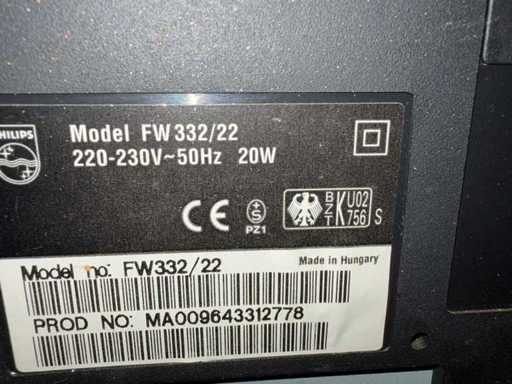 PHILIPS
Model FW332/22
220-230V~50Hz 20W
CE
S
PZ1
BZT
K U02
756 S
Made in Hungary
Model no: FW332/22
PROD NO: MA009643312778